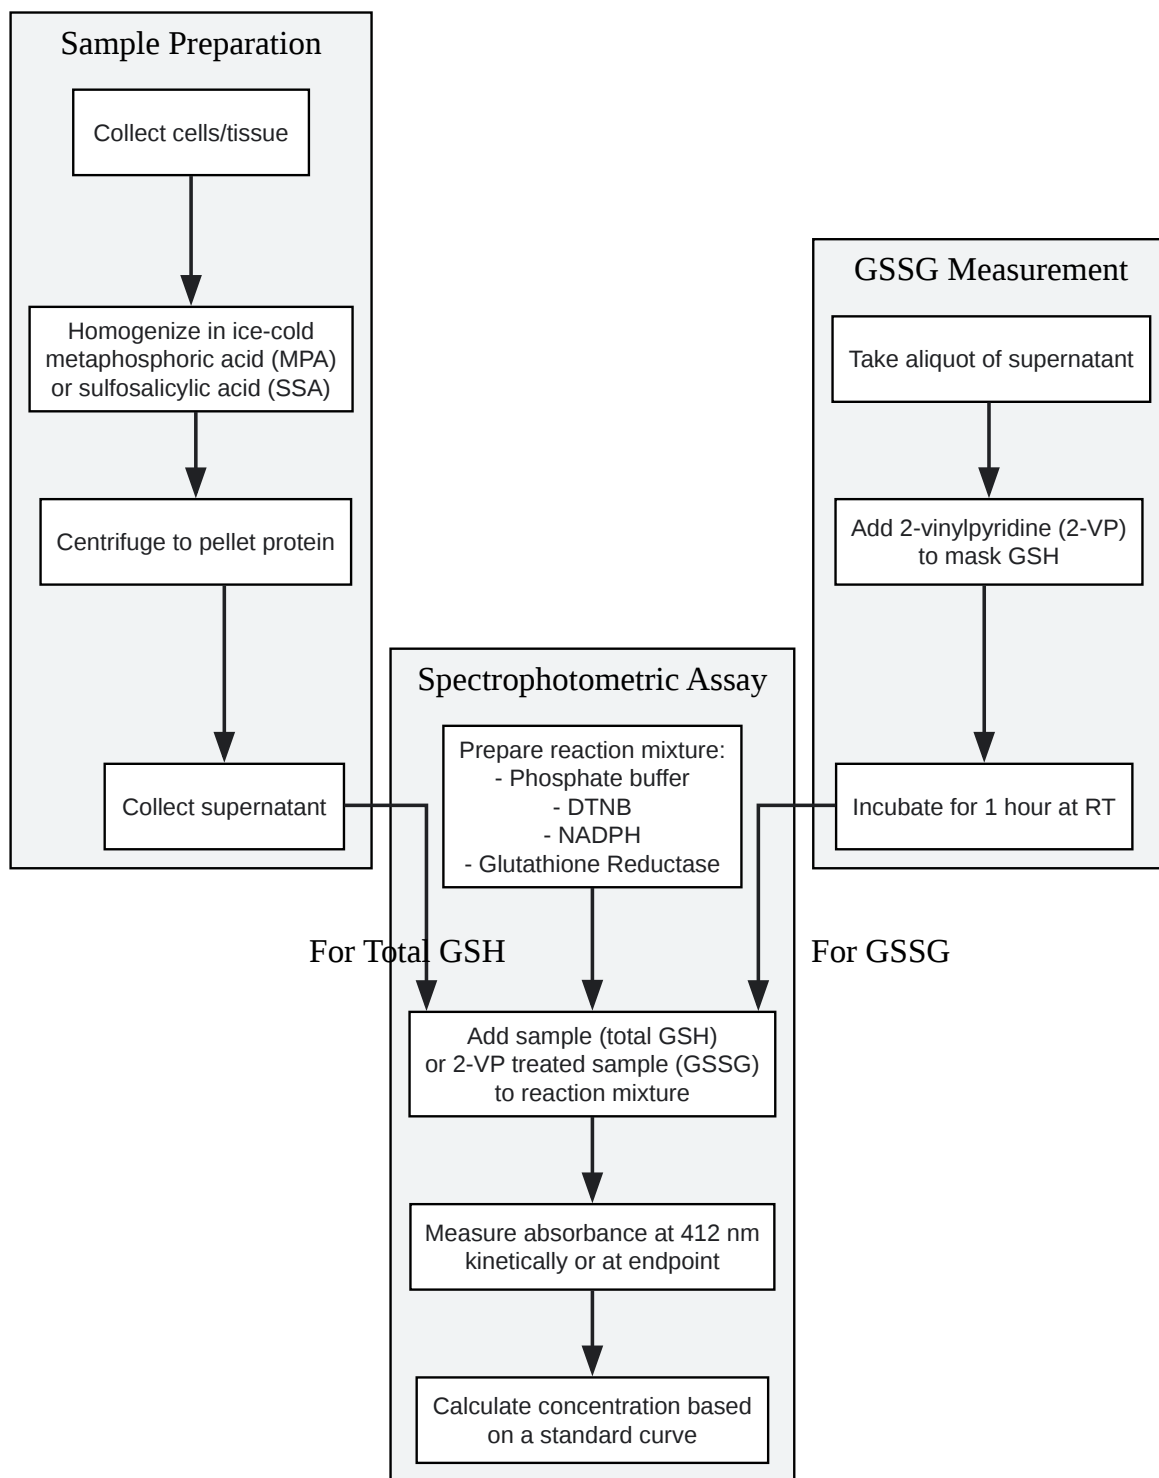 Sample Preparation
Collect cells/tissue
Homogenize in ice-cold
metaphosphoric acid (MPA)
or sulfosalicylic acid (SSA)
Centrifuge to pellet protein
Collect supernatant
GSSG Measurement
Take aliquot of supernatant
Add 2-vinylpyridine (2-VP)
to mask GSH
Incubate for 1 hour at RT
Spectrophotometric Assay
Prepare reaction mixture:
- Phosphate buffer
- DTNB
- NADPH
- Glutathione Reductase
For Total GSH
For GSSG
Add sample (total GSH)
or 2-VP treated sample (GSSG)
to reaction mixture
Measure absorbance at 412 nm
kinetically or at endpoint
Calculate concentration based
on a standard curve